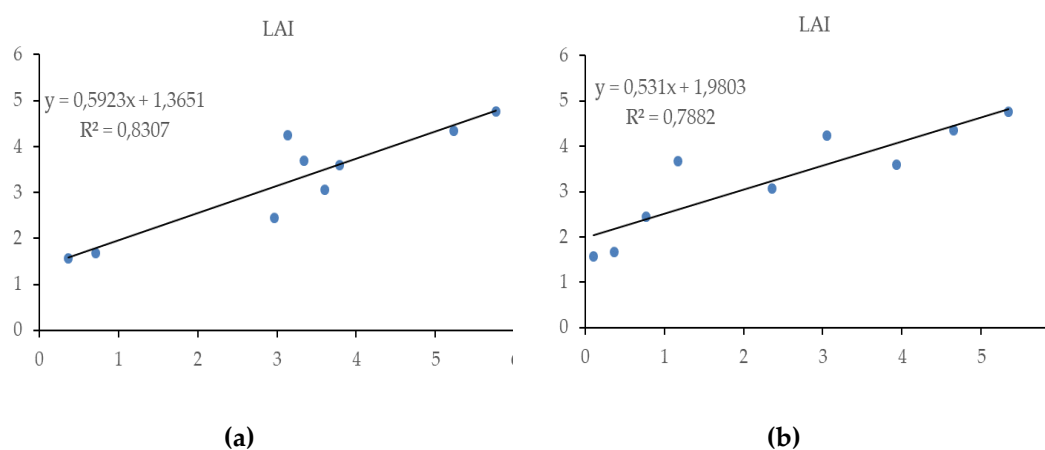 LAI
y = 0,5923x + 1,3651
R² = 0,8307
6
5
4
3
2
1
0
0 1 2 3 4 5
(a)
LAI
y = 0,531x + 1,9803
R² = 0,7882
6
5
4
3
2
1
0
0 1 2 3 4 5
(b)